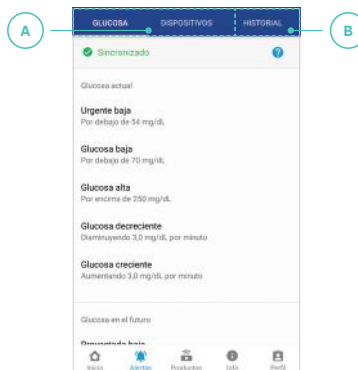 A
GLUCOSA DISPOSITIVOS HISTORIAL
B
Sincronizado ?
Glucosa actual
Urgente baja
Por debajo de 54 mg/dL
Glucosa baja
Por debajo de 70 mg/dL
Glucosa alta
Por encima de 250 mg/dL
Glucosa decreciente
Disminuyendo 3,0 mg/dL por minuto
Glucosa creciente
Aumentando 3,0 mg/dL por minuto
Glucosa en el futuro
Proyectada baja
Inicio Alertas Productos Info Perfil